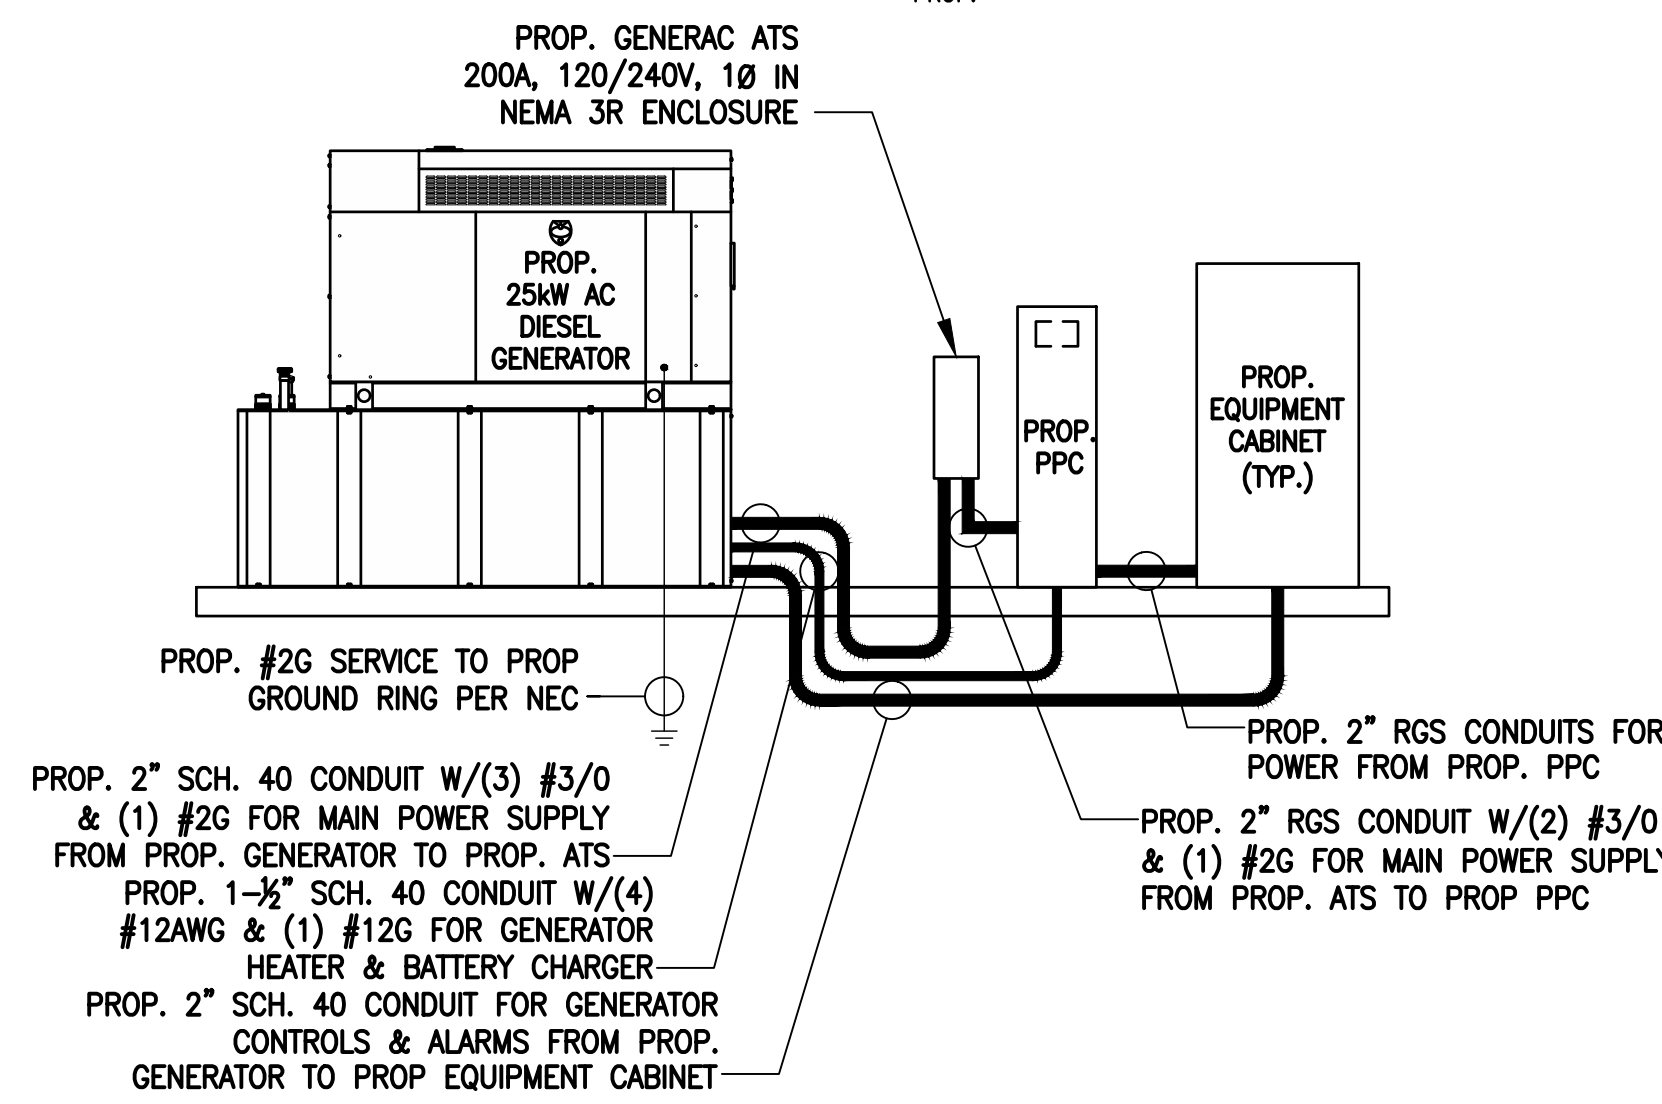 PROP. GENERAC ATS
200A, 120/240V, 1Ø IN
NEMA 3R ENCLOSURE
PROP.
25kW AC
DIESEL
GENERATOR
PROP.
PPC
PROP.
EQUIPMENT
CABINET
(TYP.)
PROP. #2G SERVICE TO PROP
GROUND RING PER NEC
PROP. 2" SCH. 40 CONDUIT W/(3) #3/0
& (1) #2G FOR MAIN POWER SUPPLY
FROM PROP. GENERATOR TO PROP. ATS
PROP. 1-½" SCH. 40 CONDUIT W/(4)
#12AWG & (1) #12G FOR GENERATOR
HEATER & BATTERY CHARGER
PROP. 2" SCH. 40 CONDUIT FOR GENERATOR
CONTROLS & ALARMS FROM PROP.
GENERATOR TO PROP EQUIPMENT CABINET
PROP. 2" RGS CONDUITS FOR
POWER FROM PROP. PPC
PROP. 2" RGS CONDUIT W/(2) #3/0
& (1) #2G FOR MAIN POWER SUPPLY
FROM PROP. ATS TO PROP PPC